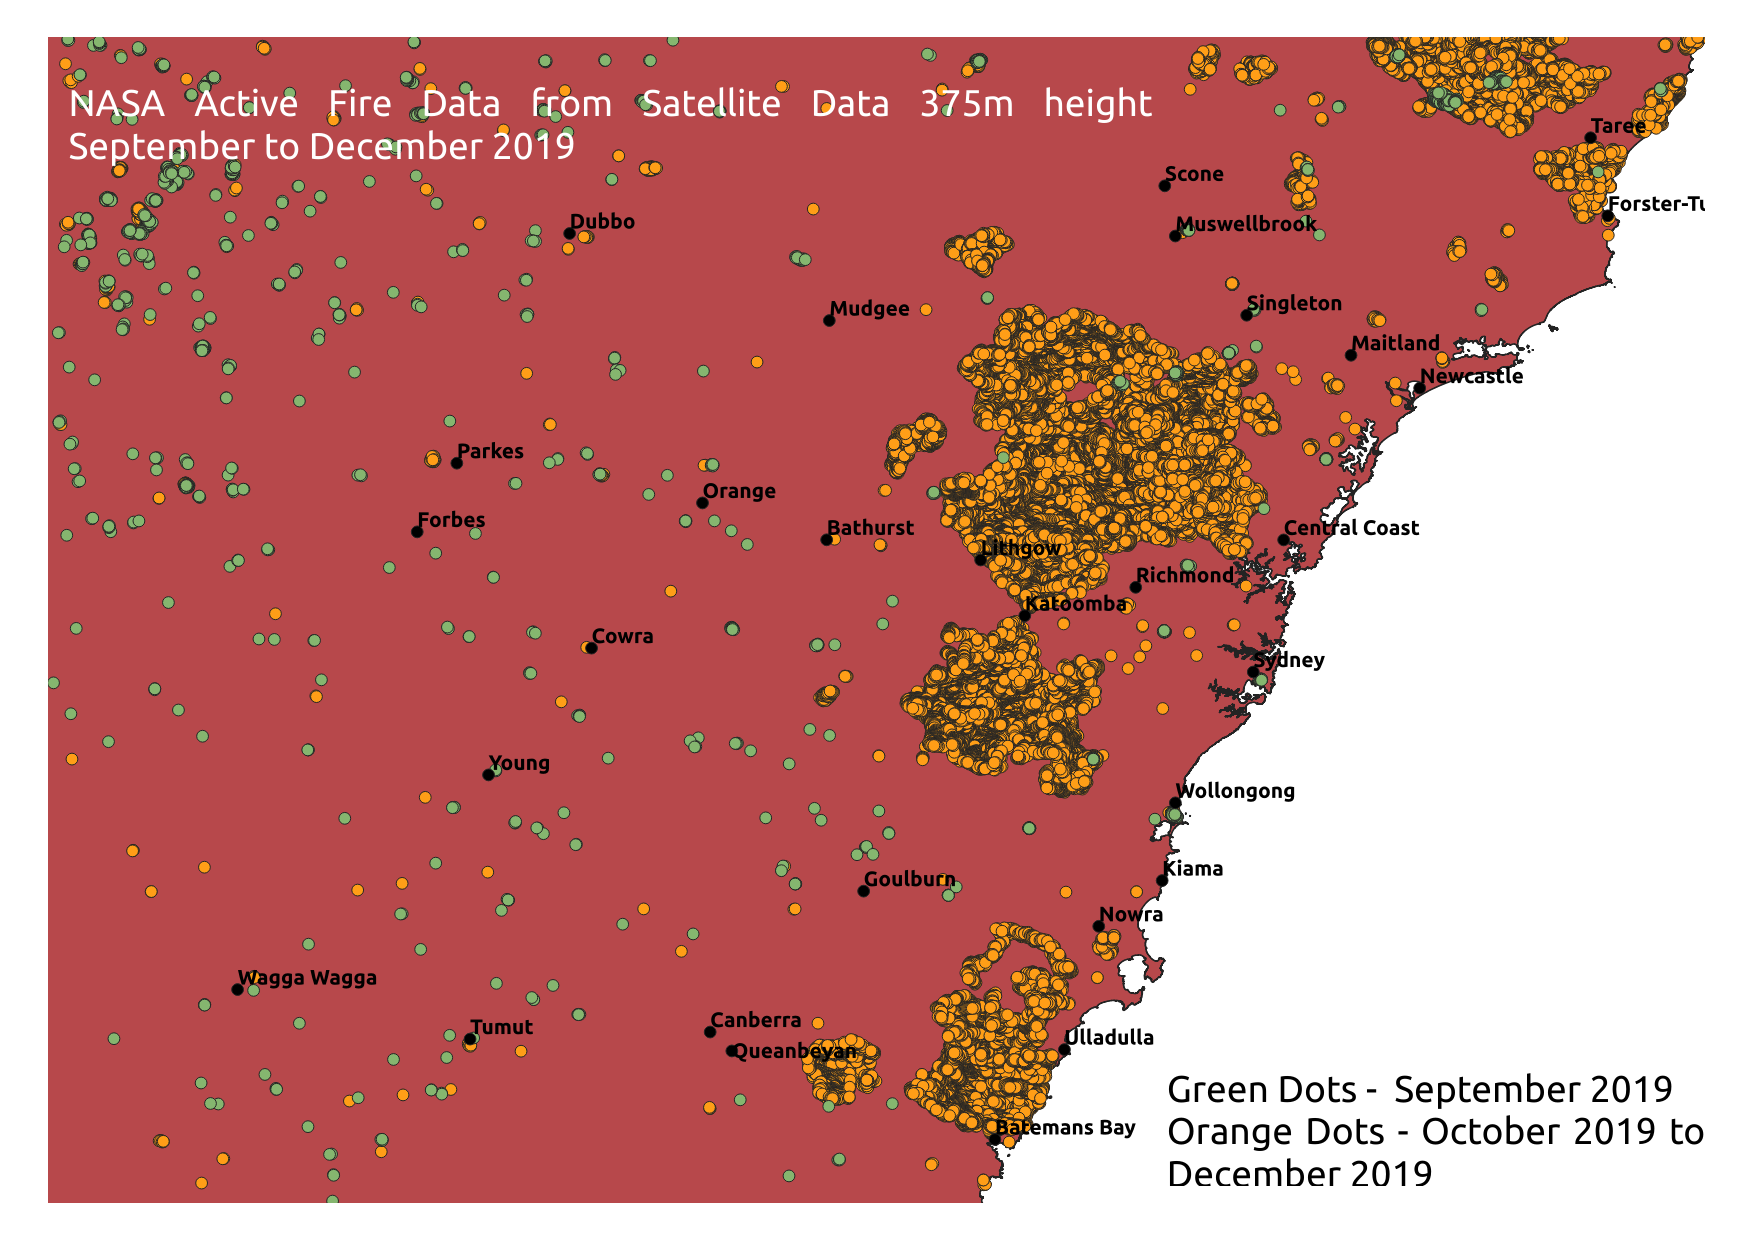 NASA Active Fire Data from Satellite Data 375m height
September to December 2019
Taree
Scone
Forster-Tu
Dubbo
Muswellbrook
Singleton
Mudgee
Maitland
Newcastle
Parkes
Orange
Forbes
Bathurst
Central Coast
Lithgow
Richmond
Katoomba
Cowra
Sydney
Young
Wollongong
Kiama
Goulburn
Nowra
Wagga Wagga
Canberra
Tumut
Ulladulla
Queanbeyan
Green Dots - September 2019
Orange Dots - October 2019 to
December 2019
Batemans Bay